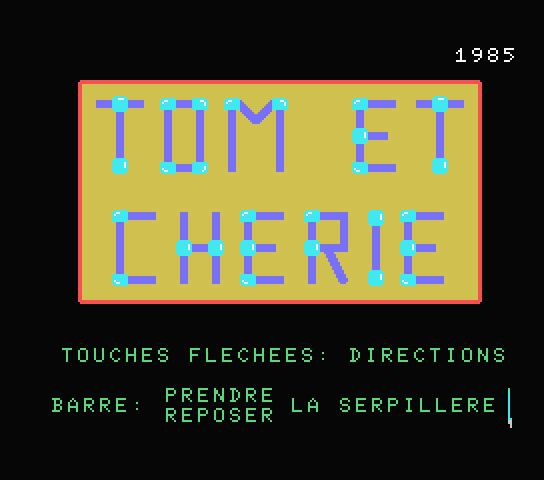 1985
TOM ET
CHERIE
TOUCHES FLECHEES: DIRECTIONS
BARRE: PRENDRE
REPOSER LA SERPILLERE